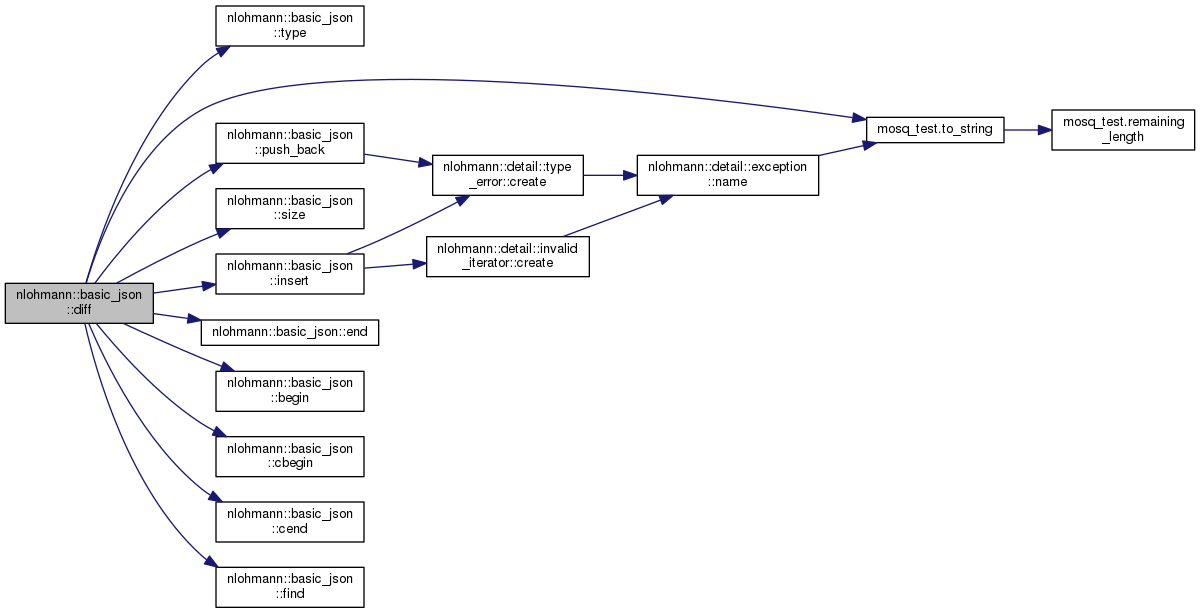 nlohmann::basic_json
::type
mosq_test.to_string
mosq_test.remaining
_length
nlohmann::basic_json
::push_back
nlohmann::detail::type
_error::create
nlohmann::detail::exception
::name
nlohmann::basic_json
::size
nlohmann::detail::invalid
_iterator::create
nlohmann::basic_json
::insert
nlohmann::basic_json
::diff
nlohmann::basic_json::end
nlohmann::basic_json
::begin
nlohmann::basic_json
::cbegin
nlohmann::basic_json
::cend
nlohmann::basic_json
::find